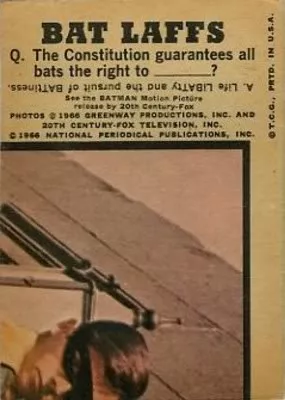 BAT LAFFS
Q. The Constitution guarantees all
bats the right to ______?
A. Life LIBAtty and the pursuit of BATTiness.
See the BATMAN Motion Picture
release by 20th Century-Fox
PHOTOS © 1966 GREENWAY PRODUCTIONS, INC. AND
20TH CENTURY-FOX TELEVISION, INC.
© 1966 NATIONAL PERIODICAL PUBLICATIONS, INC.
© T.C.G., PRTD. IN U.S.A.